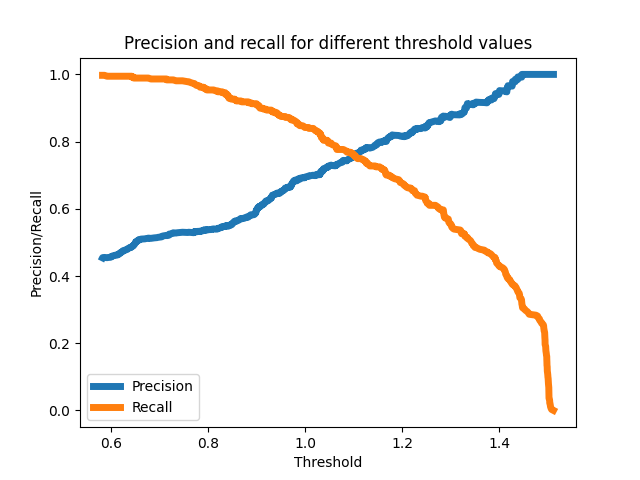 Precision and recall for different threshold values
Precision/Recall
1.0
0.8
0.6
0.4
0.2
0.0
Precision
Recall
0.6 0.8 1.0 1.2 1.4
Threshold